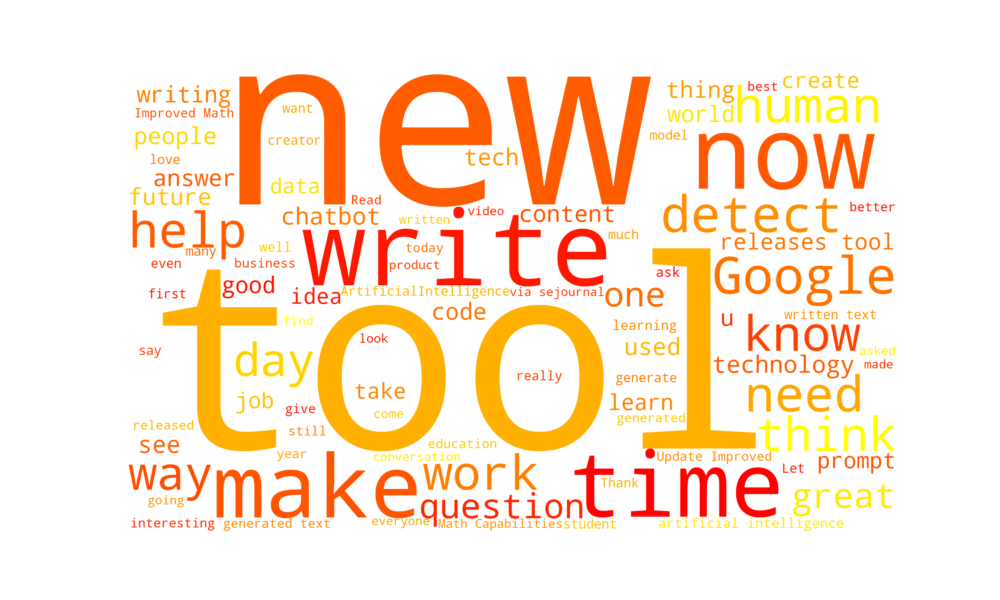 new
writing
Improved Math
want
thing
best
create
world
human
people
creator
model
now
love
tech
answer
data
future
Read
chatbot
written
video
content
detect
better
help
write
much
releases tool
many
well
today
even
business
product
ask
Google
first
good
idea
ArtificialIntelligence
via sejournal
one
tool
find
code
learning
u
know
written text
say
look
day
used
asked
really
technology
made
job
take
generate
need
give
come
learn
released
still
generated
think
see
year
education
conversation
Update Improved
Let
prompt
way
make
work
time
Thank
great
going
question
interesting
generated text
everyone
Math Capabilities
student
artificial intelligence